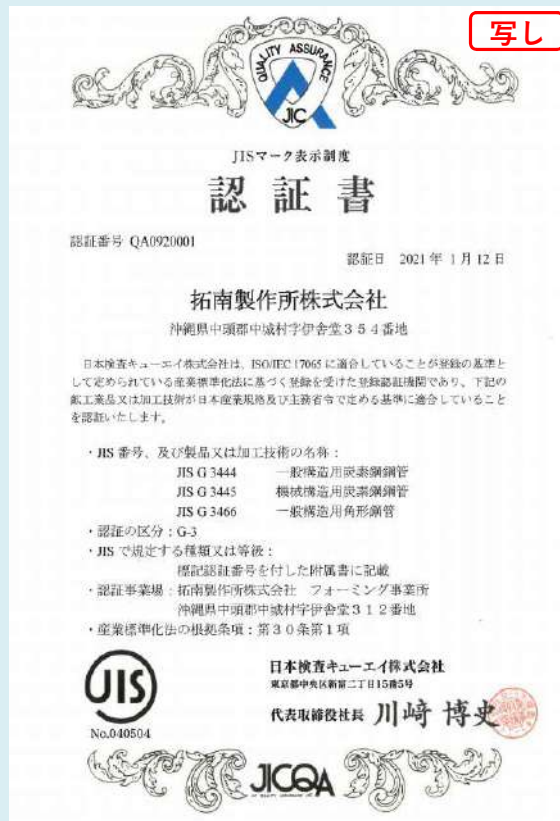 写し
QUALITY ASSURANCE
JIC
JISマーク表示制度
認証書
認証番号 QA0920001
認証日 2021年 1月12日
拓南製作所株式会社
沖縄県中頭郡中城村字伊舎堂354番地
日本検査キューエイ株式会社は、ISO/IEC 17065 に適合していることが登録の基準と
して定められている産業標準化法に基づく登録を受けた登録認証機関であり、下記の
鉱工業品又は加工技術が日本産業規格及び主務省令で定める基準に適合していること
を認証いたします。
・JIS 番号、及び製品又は加工技術の名称：
JIS G 3444 一般構造用炭素鋼鋼管
JIS G 3445 機械構造用炭素鋼鋼管
JIS G 3466 一般構造用角形鋼管
・認証の区分：G-3
・JIS で規定する種類又は等級：
標記認証番号を付した附属書に記載
・認証事業場：拓南製作所株式会社 フォーミング事業所
沖縄県中頭郡中城村字伊舎堂312番地
・産業標準化法の根拠条項：第30条第1項
JIS
No.040504
日本検査キューエイ株式会社
東京都中央区新富二丁目15番5号
代表取締役社長 川崎 博史
JICQA